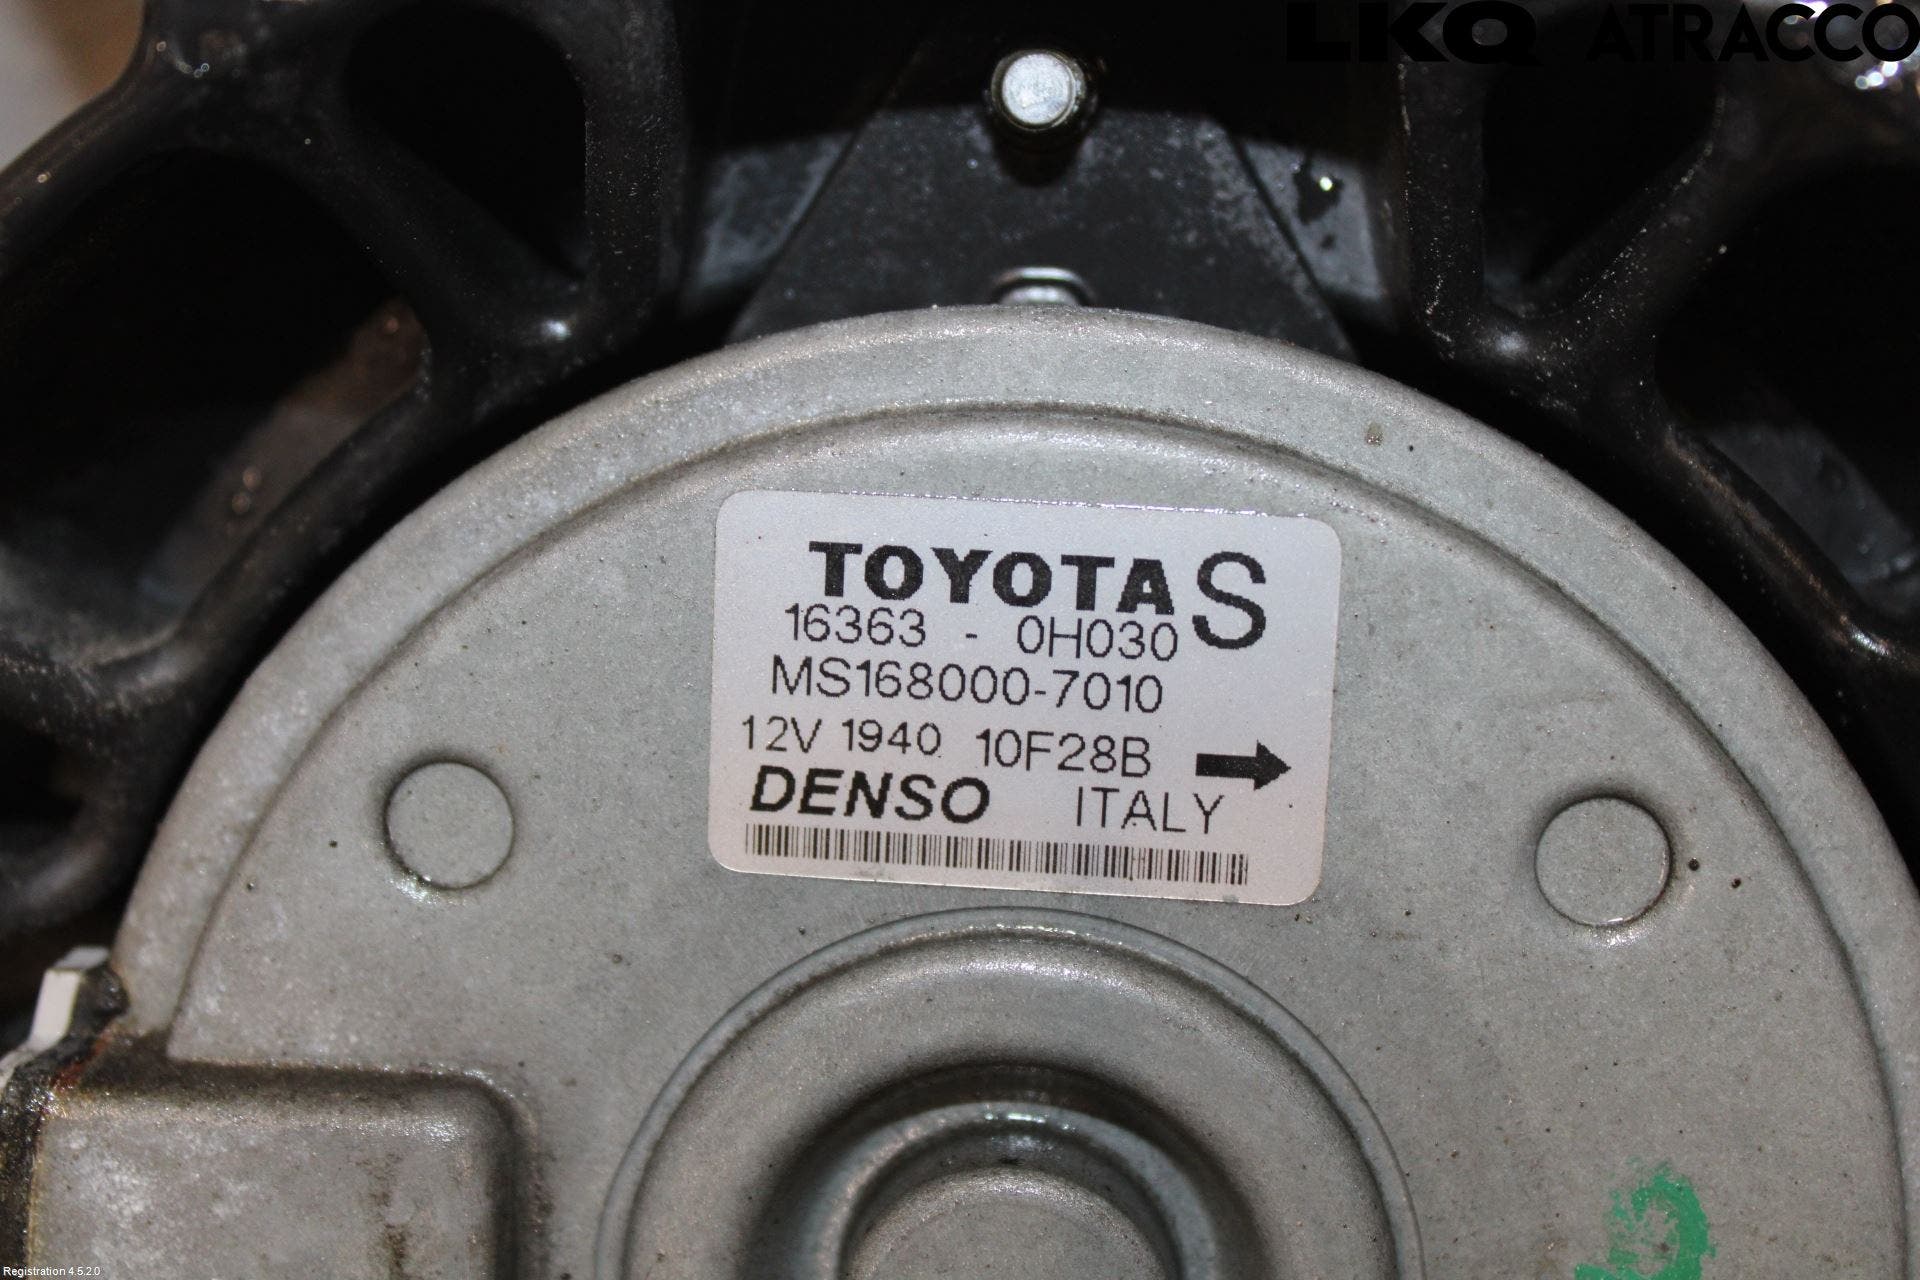 LKQ ATRACCO
TOYOTA S
16363 - 0H030
MS168000-7010
12V 1940 10F28B
DENSO ITALY
Registration 4.5.2.0